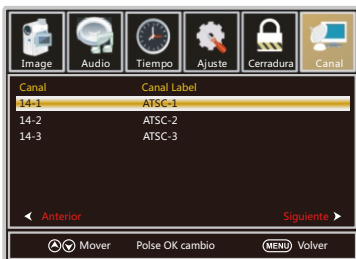 Image Audio Tiempo Ajuste Cerradura Canal
Canal Canal Label
14-1 ATSC-1
14-2 ATSC-2
14-3 ATSC-3
Anterior Siguiente
Mover Polse OK cambio MENU Volver